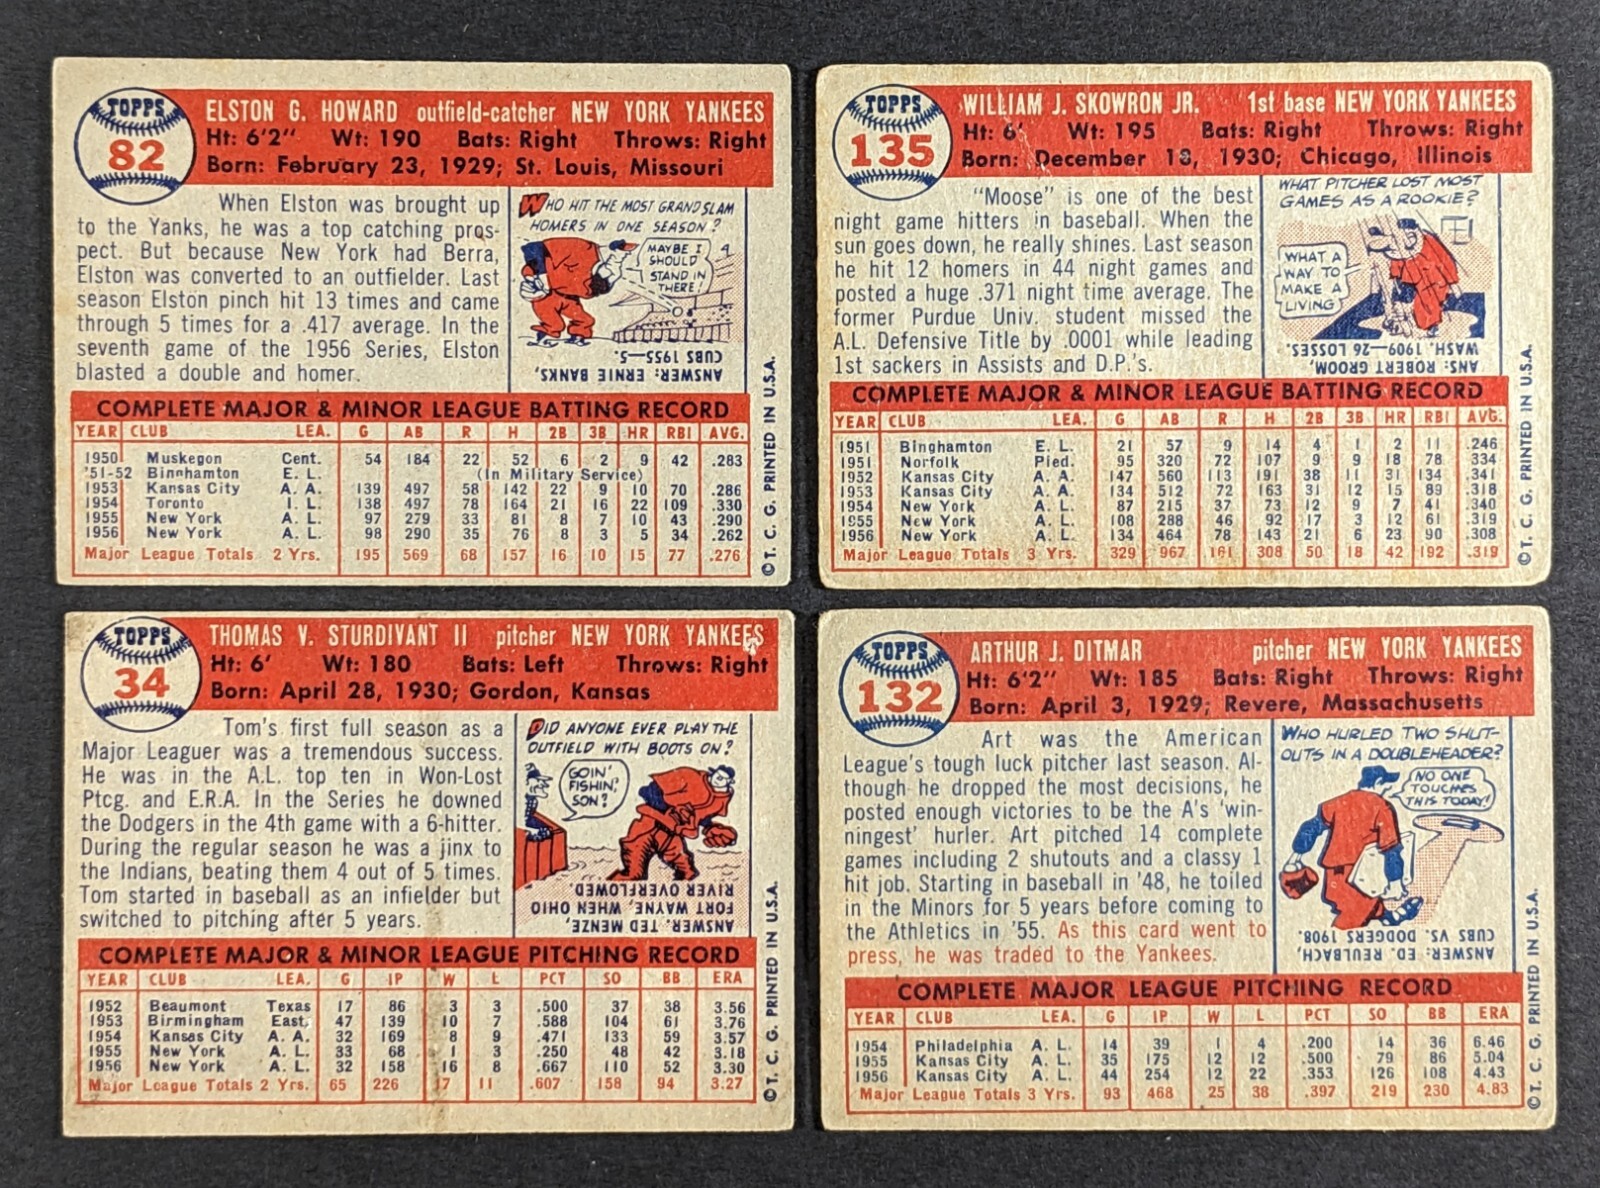 TOPPS
82
ELSTON G. HOWARD outfield-catcher NEW YORK YANKEES
Ht: 6'2" Wt: 190 Bats: Right Throws: Right
Born: February 23, 1929; St. Louis, Missouri
When Elston was brought up
to the Yanks, he was a top catching pros-
pect. But because New York had Berra,
Elston was converted to an outfielder. Last
season Elston pinch hit 13 times and came
through 5 times for a .417 average. In the
seventh game of the 1956 Series, Elston
blasted a double and homer.
WHO HIT THE MOST GRAND SLAM
HOMERS IN ONE SEASON?
MAYBE I
SHOULD
STAND IN
THERE!
ANSWER: ERNIE BANKS,
CUBS 1955—5.
COMPLETE MAJOR & MINOR LEAGUE BATTING RECORD
YEAR CLUB LEA. G AB R H 2B 3B HR RBI AVG.
1950 Muskegon Cent. 54 184 22 52 6 2 9 42 .283
'51-52 Binghamton E. L. (In Military Service)
1953 Kansas City A. A. 139 497 58 142 22 9 10 70 .286
1954 Toronto I. L. 138 497 78 164 21 16 22 109 .330
1955 New York A. L. 97 279 33 81 8 7 10 43 .290
1956 New York A. L. 98 290 35 76 8 3 5 34 .262
Major League Totals 2 Yrs. 195 569 68 157 16 10 15 77 .276
© T. C. G. PRINTED IN U.S.A.
TOPPS
135
WILLIAM J. SKOWRON JR. 1st base NEW YORK YANKEES
Ht: 6' Wt: 195 Bats: Right Throws: Right
Born: December 18, 1930; Chicago, Illinois
"Moose" is one of the best
night game hitters in baseball. When the
sun goes down, he really shines. Last season
he hit 12 homers in 44 night games and
posted a huge .371 night time average. The
former Purdue Univ. student missed the
A.L. Defensive Title by .0001 while leading
1st sackers in Assists and D.P.'s.
WHAT PITCHER LOST MOST
GAMES AS A ROOKIE?
WHAT A
WAY TO
MAKE A
LIVING
ANS: ROBERT GROOM,
WASH. 1909—26 LOSSES.
COMPLETE MAJOR & MINOR LEAGUE BATTING RECORD
YEAR CLUB LEA. G AB R H 2B 3B HR RBI AVG.
1951 Binghamton E. L. 21 57 9 14 4 1 2 11 .246
1951 Norfolk Pied. 95 320 72 107 9 9 18 78 .334
1952 Kansas City A. A. 147 560 113 191 38 11 31 134 .341
1953 Kansas City A. A. 134 512 72 163 31 12 15 89 .318
1954 New York A. L. 87 215 37 73 12 9 7 41 .340
1955 New York A. L. 108 288 46 92 17 3 12 61 .319
1956 New York A. L. 134 464 78 143 21 6 23 90 .308
Major League Totals 3 Yrs. 329 967 161 308 50 18 42 192 .319
© T. C. G. PRINTED IN U.S.A.
TOPPS
34
THOMAS V. STURDIVANT II pitcher NEW YORK YANKEES
Ht: 6' Wt: 180 Bats: Left Throws: Right
Born: April 28, 1930; Gordon, Kansas
Tom's first full season as a
Major Leaguer was a tremendous success.
He was in the A.L. top ten in Won-Lost
Ptcg. and E.R.A. In the Series he downed
the Dodgers in the 4th game with a 6-hitter.
During the regular season he was a jinx to
the Indians, beating them 4 out of 5 times.
Tom started in baseball as an infielder but
switched to pitching after 5 years.
DID ANYONE EVER PLAY THE
OUTFIELD WITH BOOTS ON?
GOIN'
FISHIN',
SON?
ANSWER. TED MENZE,
FORT WAYNE, WHEN OHIO
RIVER OVERFLOWED.
COMPLETE MAJOR & MINOR LEAGUE PITCHING RECORD
YEAR CLUB LEA. G IP W L PCT SO BB ERA
1952 Beaumont Texas 17 86 3 3 .500 37 38 3.56
1953 Birmingham East. 47 139 10 7 .588 104 61 3.76
1954 Kansas City A. A. 32 169 8 9 .471 133 59 3.57
1955 New York A. L. 33 68 1 3 .250 48 42 3.18
1956 New York A. L. 32 158 16 8 .667 110 52 3.30
Major League Totals 2 Yrs. 65 226 17 11 .607 158 94 3.27
© T. C. G. PRINTED IN U.S.A.
TOPPS
132
ARTHUR J. DITMAR pitcher NEW YORK YANKEES
Ht: 6'2" Wt: 185 Bats: Right Throws: Right
Born: April 3, 1929; Revere, Massachusetts
Art was the American
League's tough luck pitcher last season. Al-
though he dropped the most decisions, he
posted enough victories to be the A's 'win-
ningest' hurler. Art pitched 14 complete
games including 2 shutouts and a classy 1
hit job. Starting in baseball in '48, he toiled
in the Minors for 5 years before coming to
the Athletics in '55. As this card went to
press, he was traded to the Yankees.
WHO HURLED TWO SHUT-
OUTS IN A DOUBLEHEADER?
NO ONE
TOUCHES
THIS TODAY!
ANSWER: ED. REULBACH,
CUBS VS. DODGERS 1908.
COMPLETE MAJOR LEAGUE PITCHING RECORD
YEAR CLUB LEA. G IP W L PCT SO BB ERA
1954 Philadelphia A. L. 14 39 1 4 .200 14 36 6.46
1955 Kansas City A. L. 35 175 12 12 .500 79 86 5.04
1956 Kansas City A. L. 44 254 12 22 .353 126 108 4.43
Major League Totals 3 Yrs. 93 468 25 38 .397 219 230 4.83
© T. C. G. PRINTED IN U.S.A.